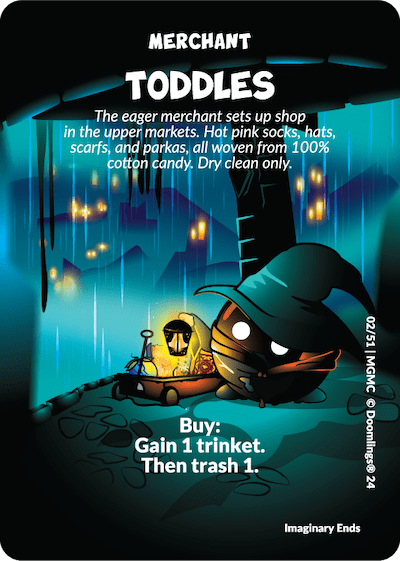 MERCHANT
TODDLES
The eager merchant sets up shop
in the upper markets. Hot pink socks, hats,
scarfs, and parkas, all woven from 100%
cotton candy. Dry clean only.
02/51 | MGMC © Doomlings® 24
Buy:
Gain 1 trinket.
Then trash 1.
Imaginary Ends